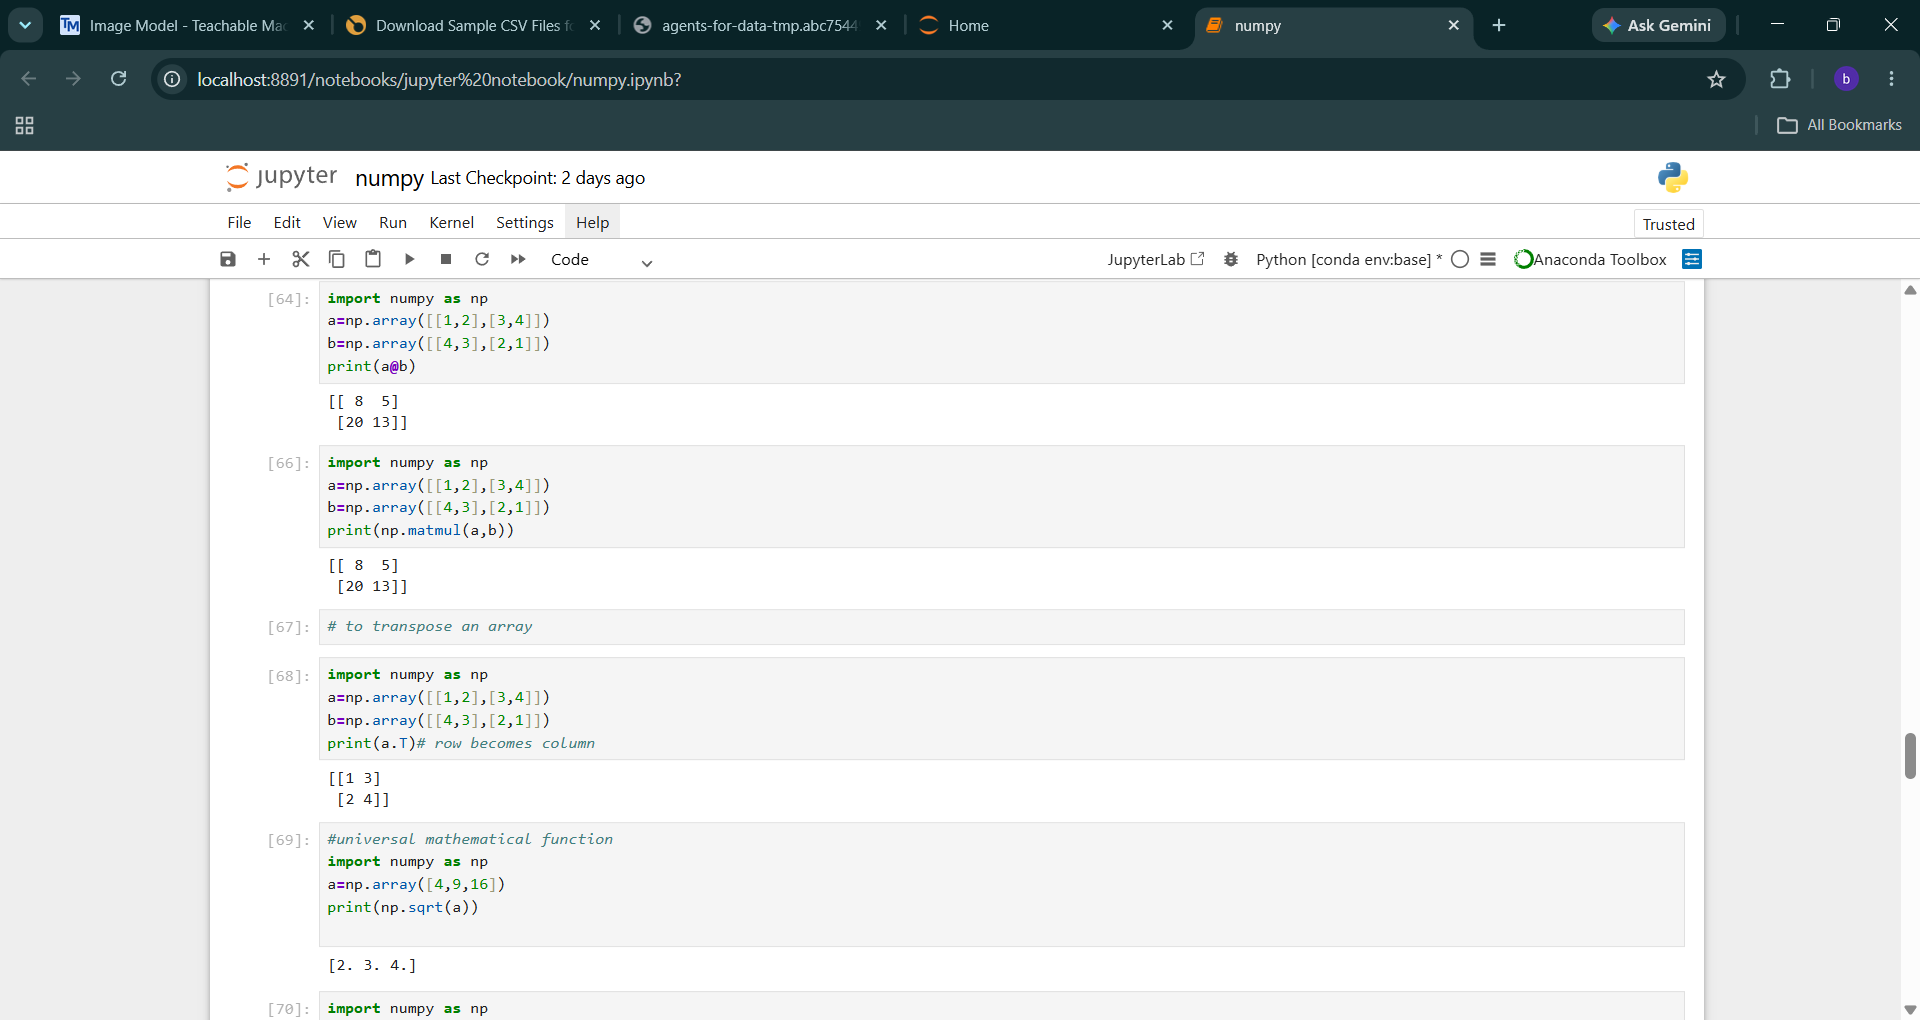 Image Model - Teachable Mac
Download Sample CSV Files fo
agents-for-data-tmp.abc7544
Home
numpy
Ask Gemini
localhost:8891/notebooks/jupyter%20notebook/numpy.ipynb?
b
All Bookmarks
jupyter numpy Last Checkpoint: 2 days ago
File Edit View Run Kernel Settings Help
Trusted
Code
JupyterLab
Python [conda env:base] *
Anaconda Toolbox
[64]:
import numpy as np
a=np.array([[1,2],[3,4]])
b=np.array([[4,3],[2,1]])
print(a@b)
[[ 8  5]
 [20 13]]
[66]:
import numpy as np
a=np.array([[1,2],[3,4]])
b=np.array([[4,3],[2,1]])
print(np.matmul(a,b))
[[ 8  5]
 [20 13]]
[67]:
# to transpose an array
[68]:
import numpy as np
a=np.array([[1,2],[3,4]])
b=np.array([[4,3],[2,1]])
print(a.T)# row becomes column
[[1 3]
 [2 4]]
[69]:
#universal mathematical function
import numpy as np
a=np.array([4,9,16])
print(np.sqrt(a))
[2. 3. 4.]
[70]:
import numpy as np